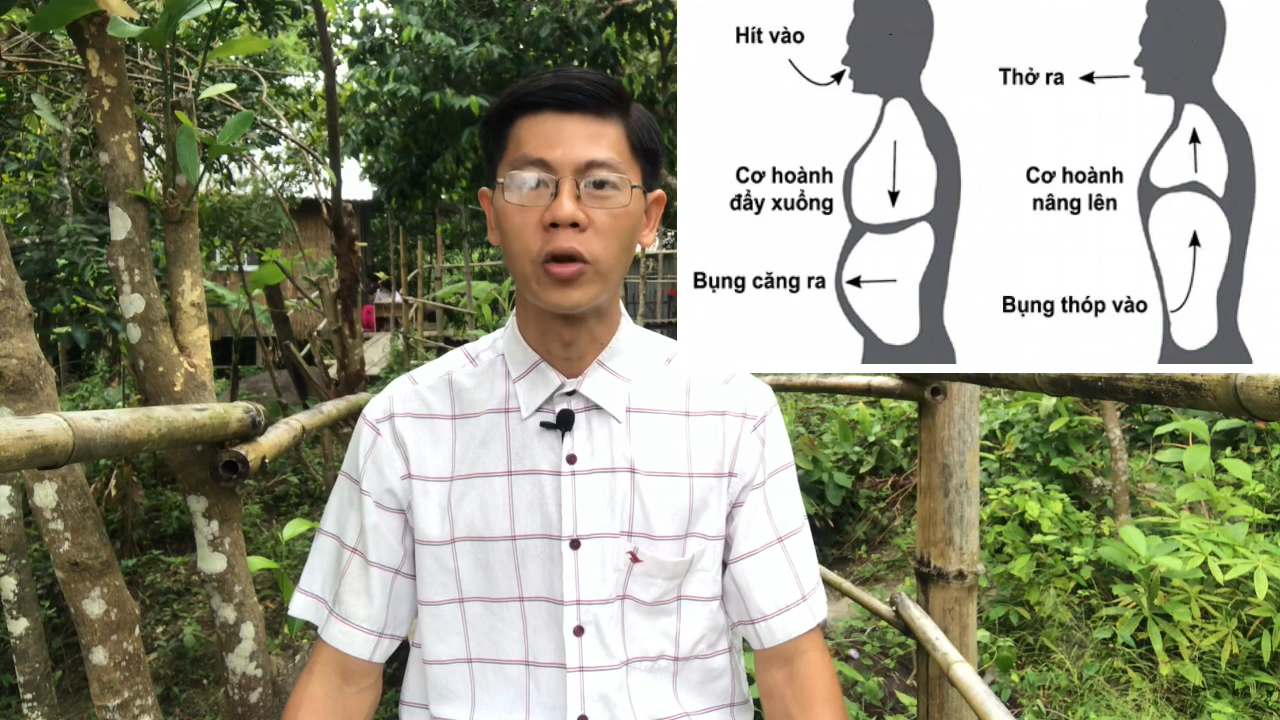 Hít vào
Cơ hoành
đẩy xuống
Bụng căng ra
Thở ra
Cơ hoành
nâng lên
Bụng thóp vào